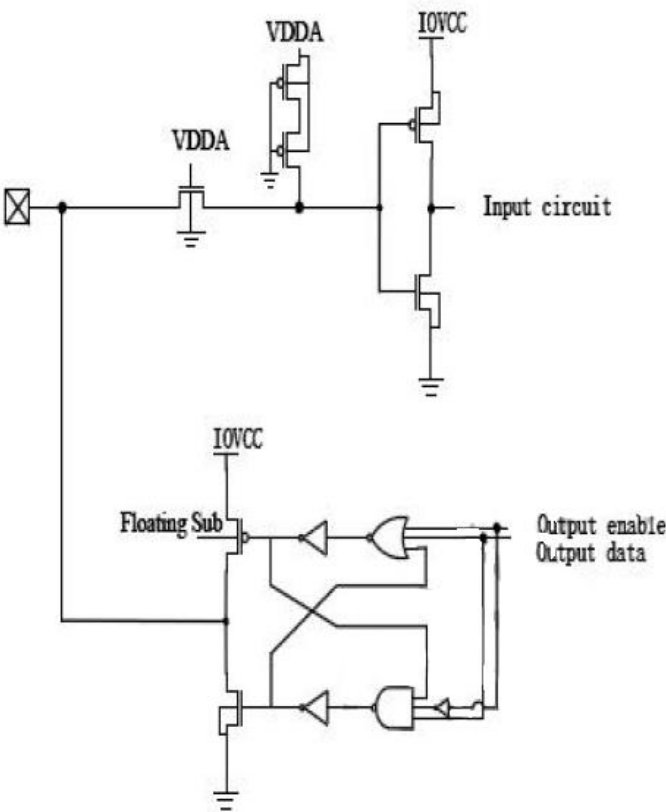 VDDA
IOVCC
VDDA
Input circuit
IOVCC
Floating Sub
Output enable
Output data